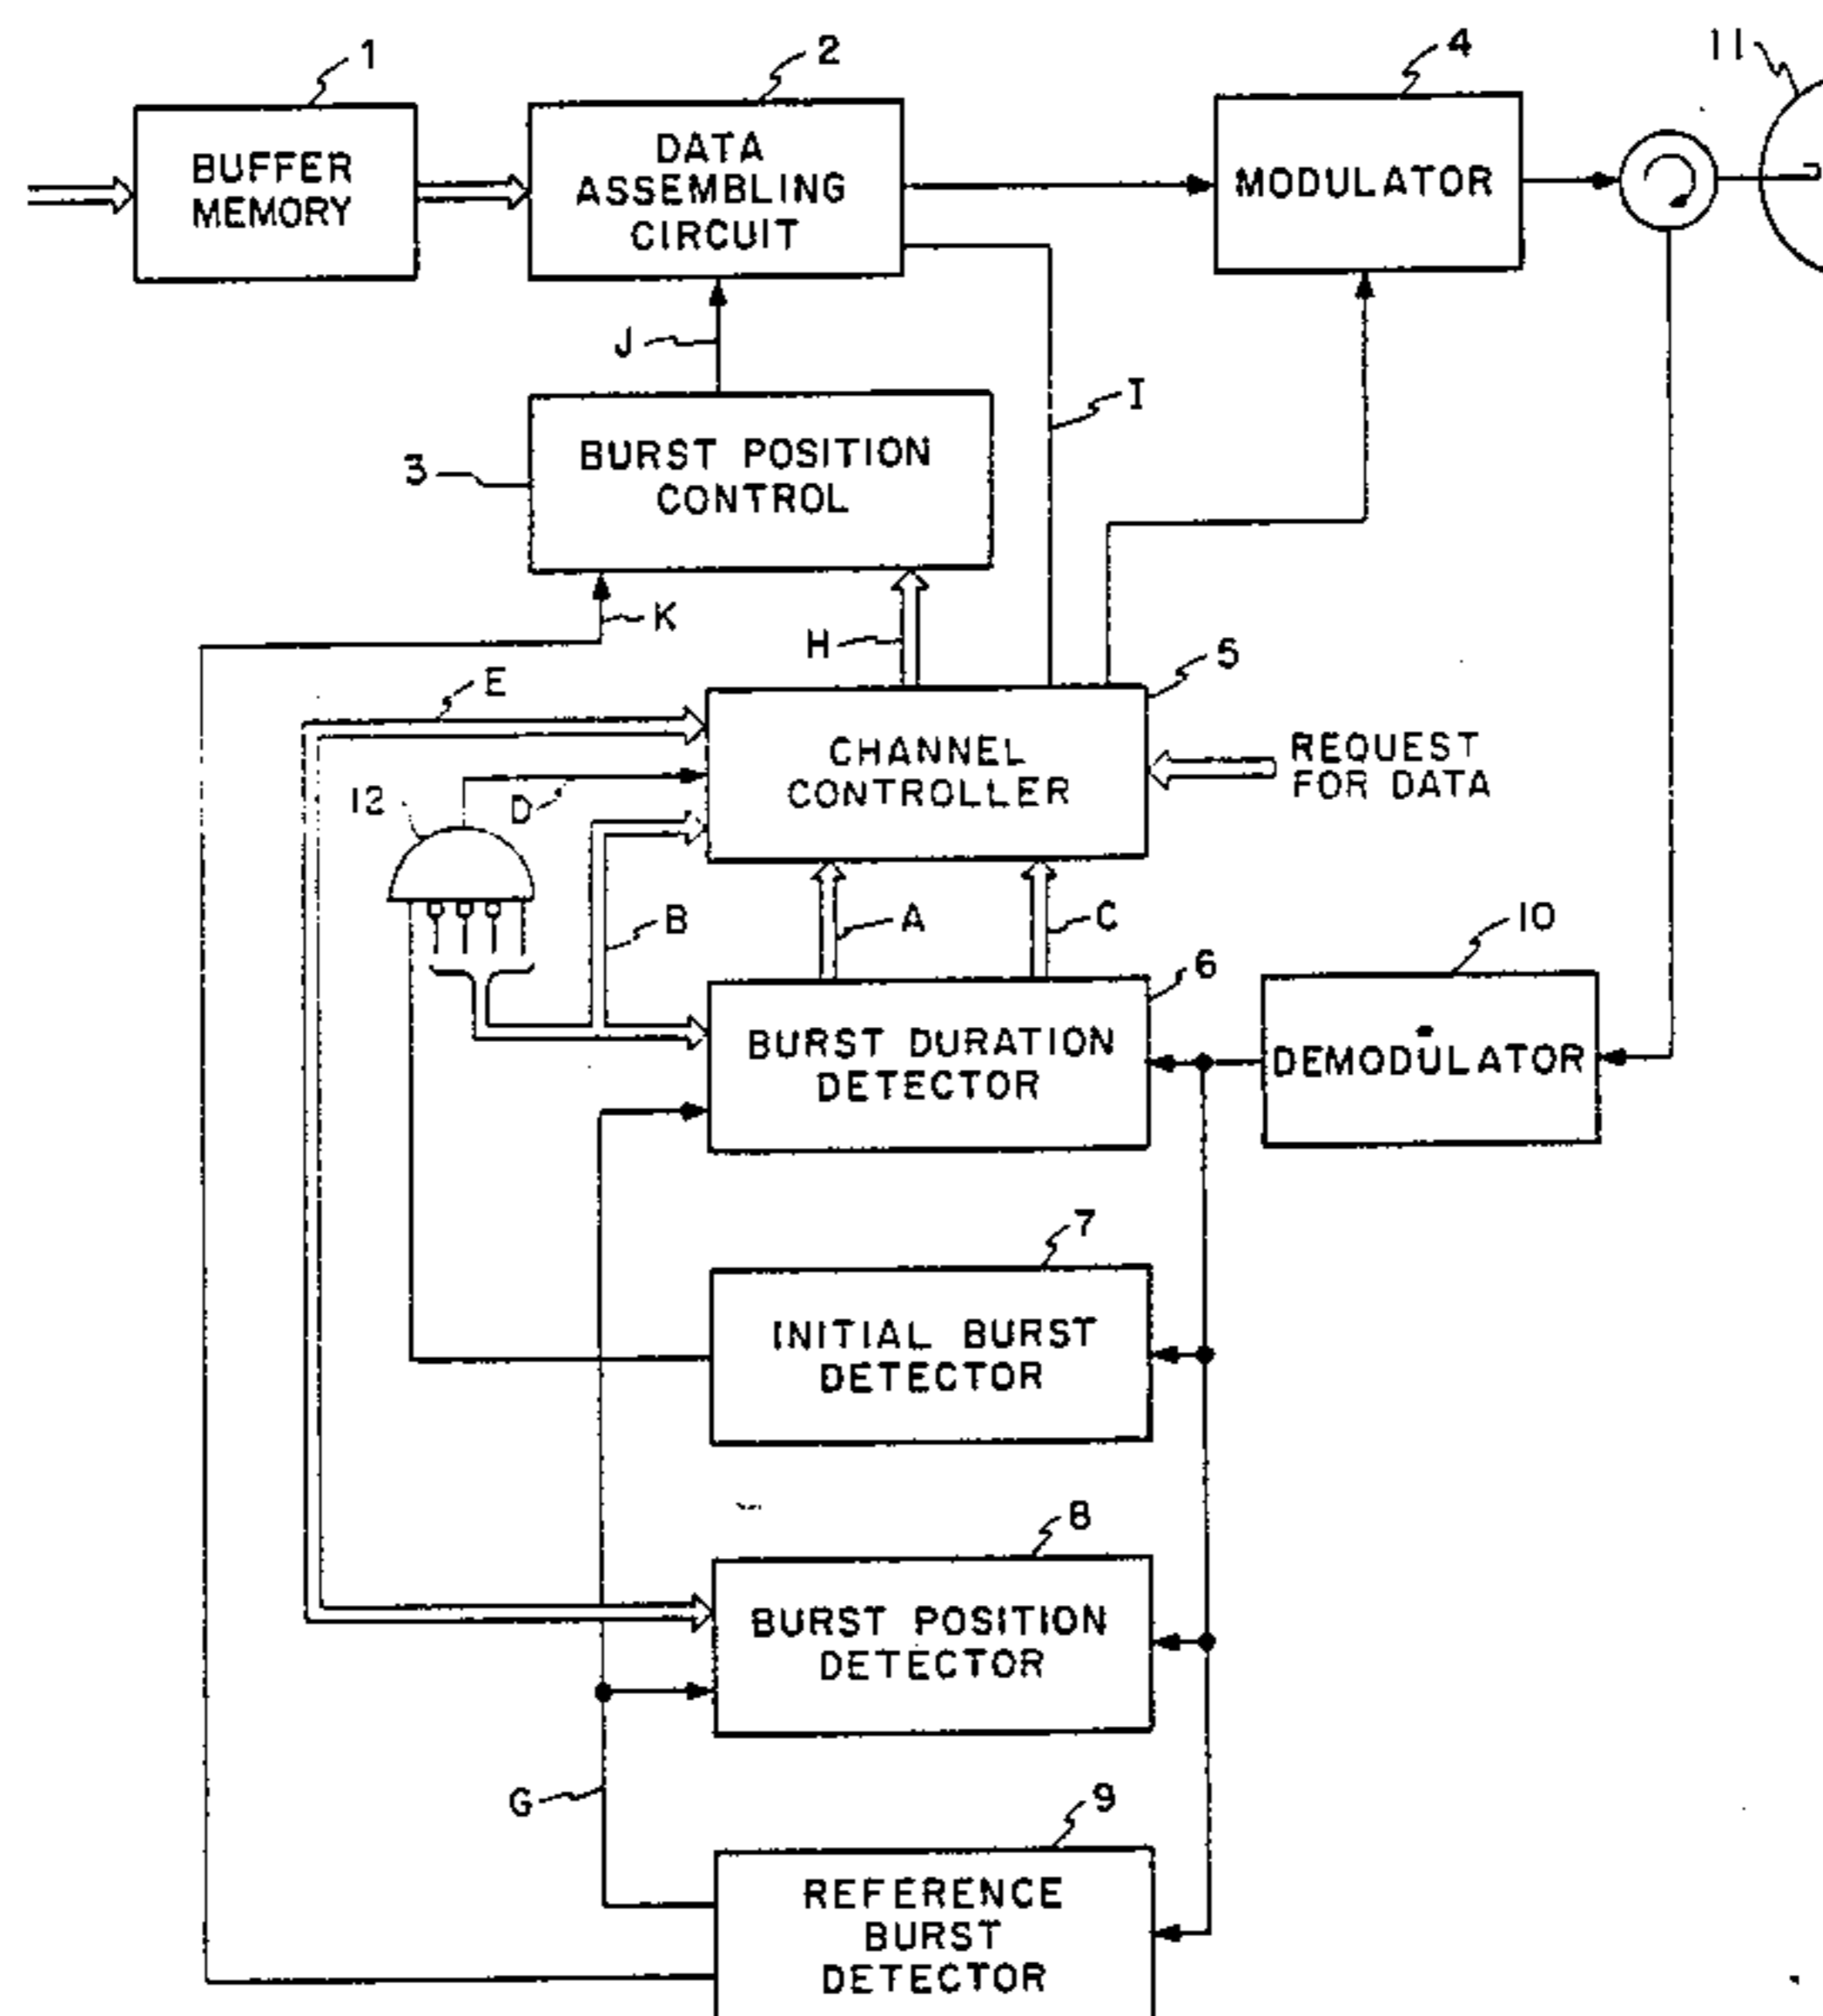 1
2
4
11
BUFFER
MEMORY
DATA
ASSEMBLING
CIRCUIT
MODULATOR
J
I
3
BURST POSITION
CONTROL
K
H
E
5
CHANNEL
CONTROLLER
REQUEST
FOR DATA
12
D
B
A
C
10
6
BURST DURATION
DETECTOR
DEMODULATOR
7
INITIAL BURST
DETECTOR
8
BURST POSITION
DETECTOR
G
9
REFERENCE
BURST
DETECTOR